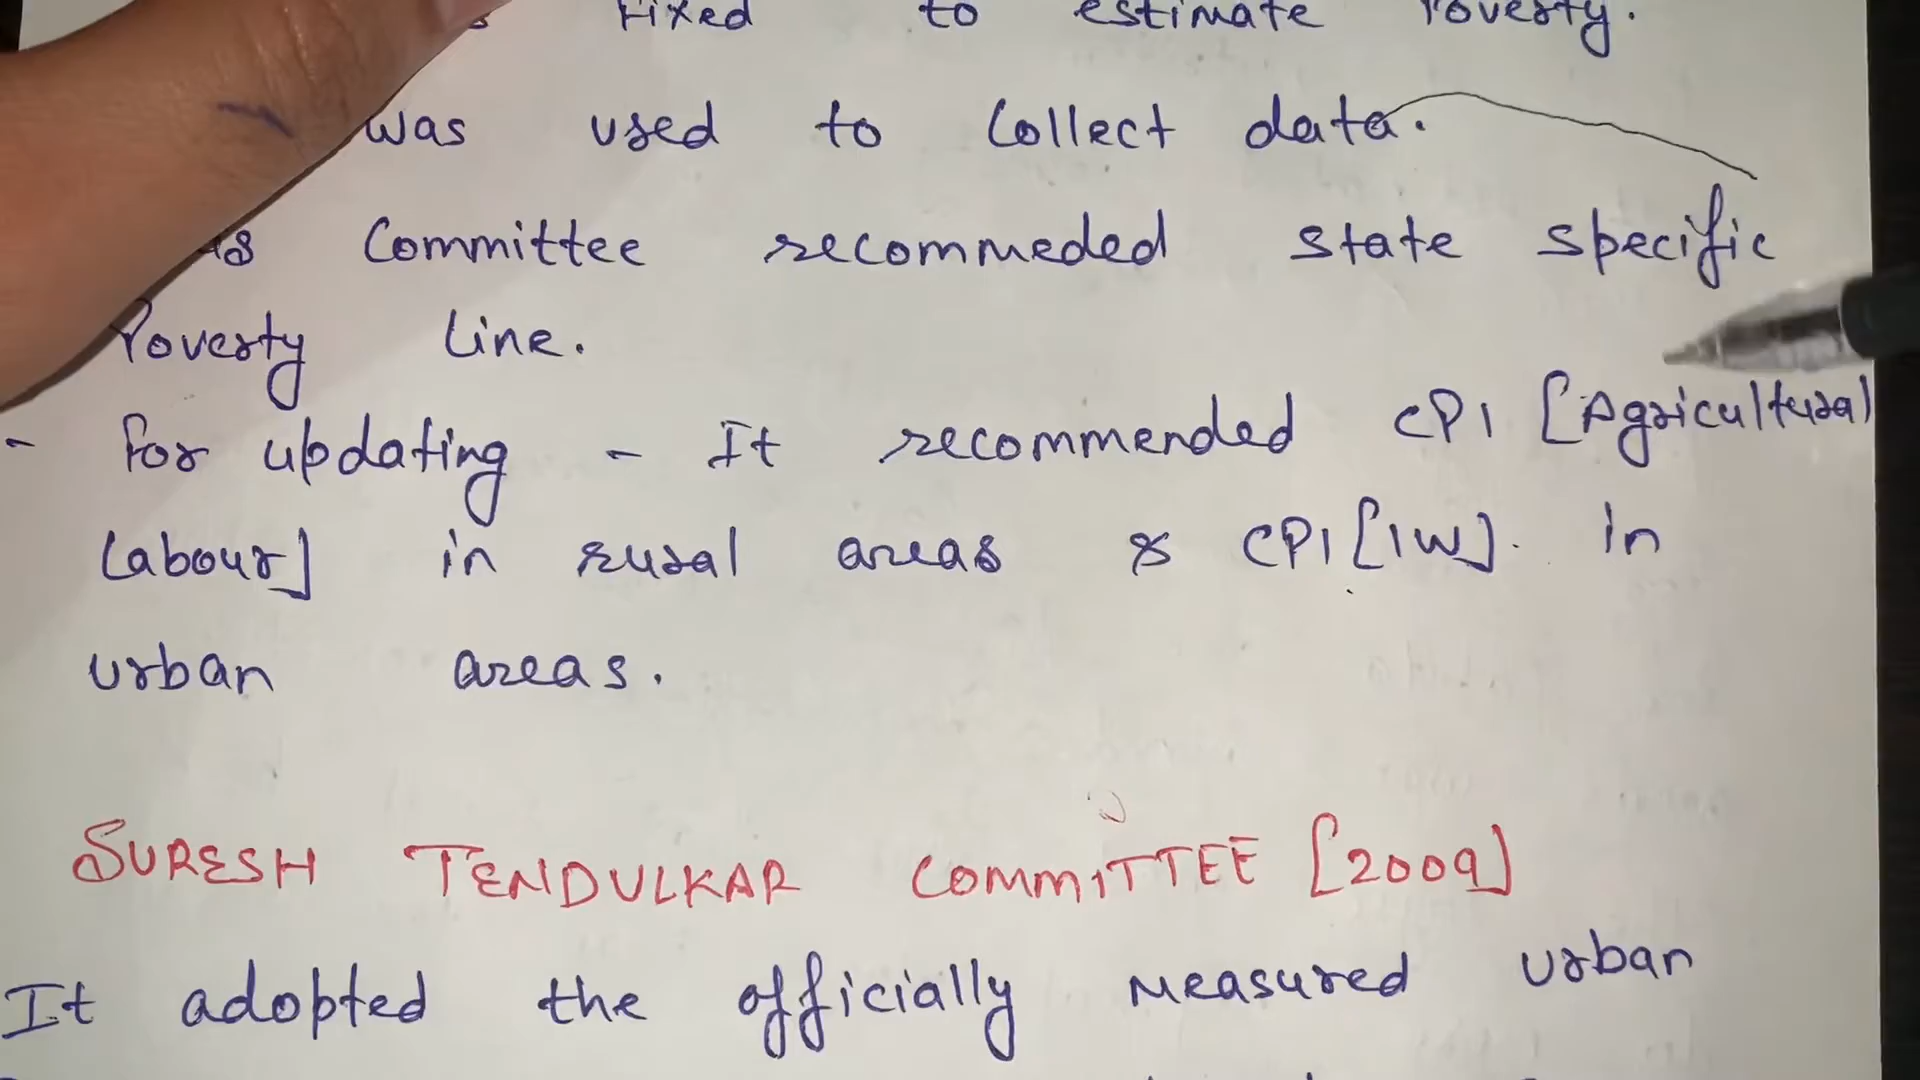 Fixed to estimate Poverty.
was used to Collect data.
Committee recommeded state specific
Poverty Line.
- For updating - It recommended CPI [Agricultural
Labour] in rural areas & CPI [IW]. in
urban areas.
SURESH TENDULKAR COMMITTEE [2009]
It adopted the officially Measured urban